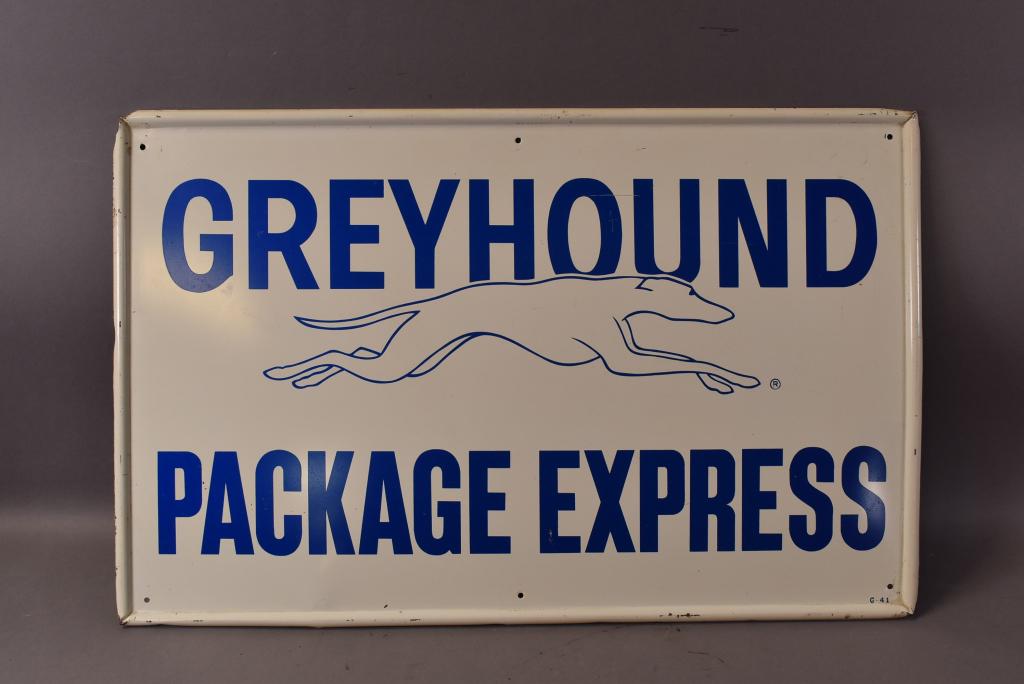 GREYHOUND
®
PACKAGE EXPRESS
G-41